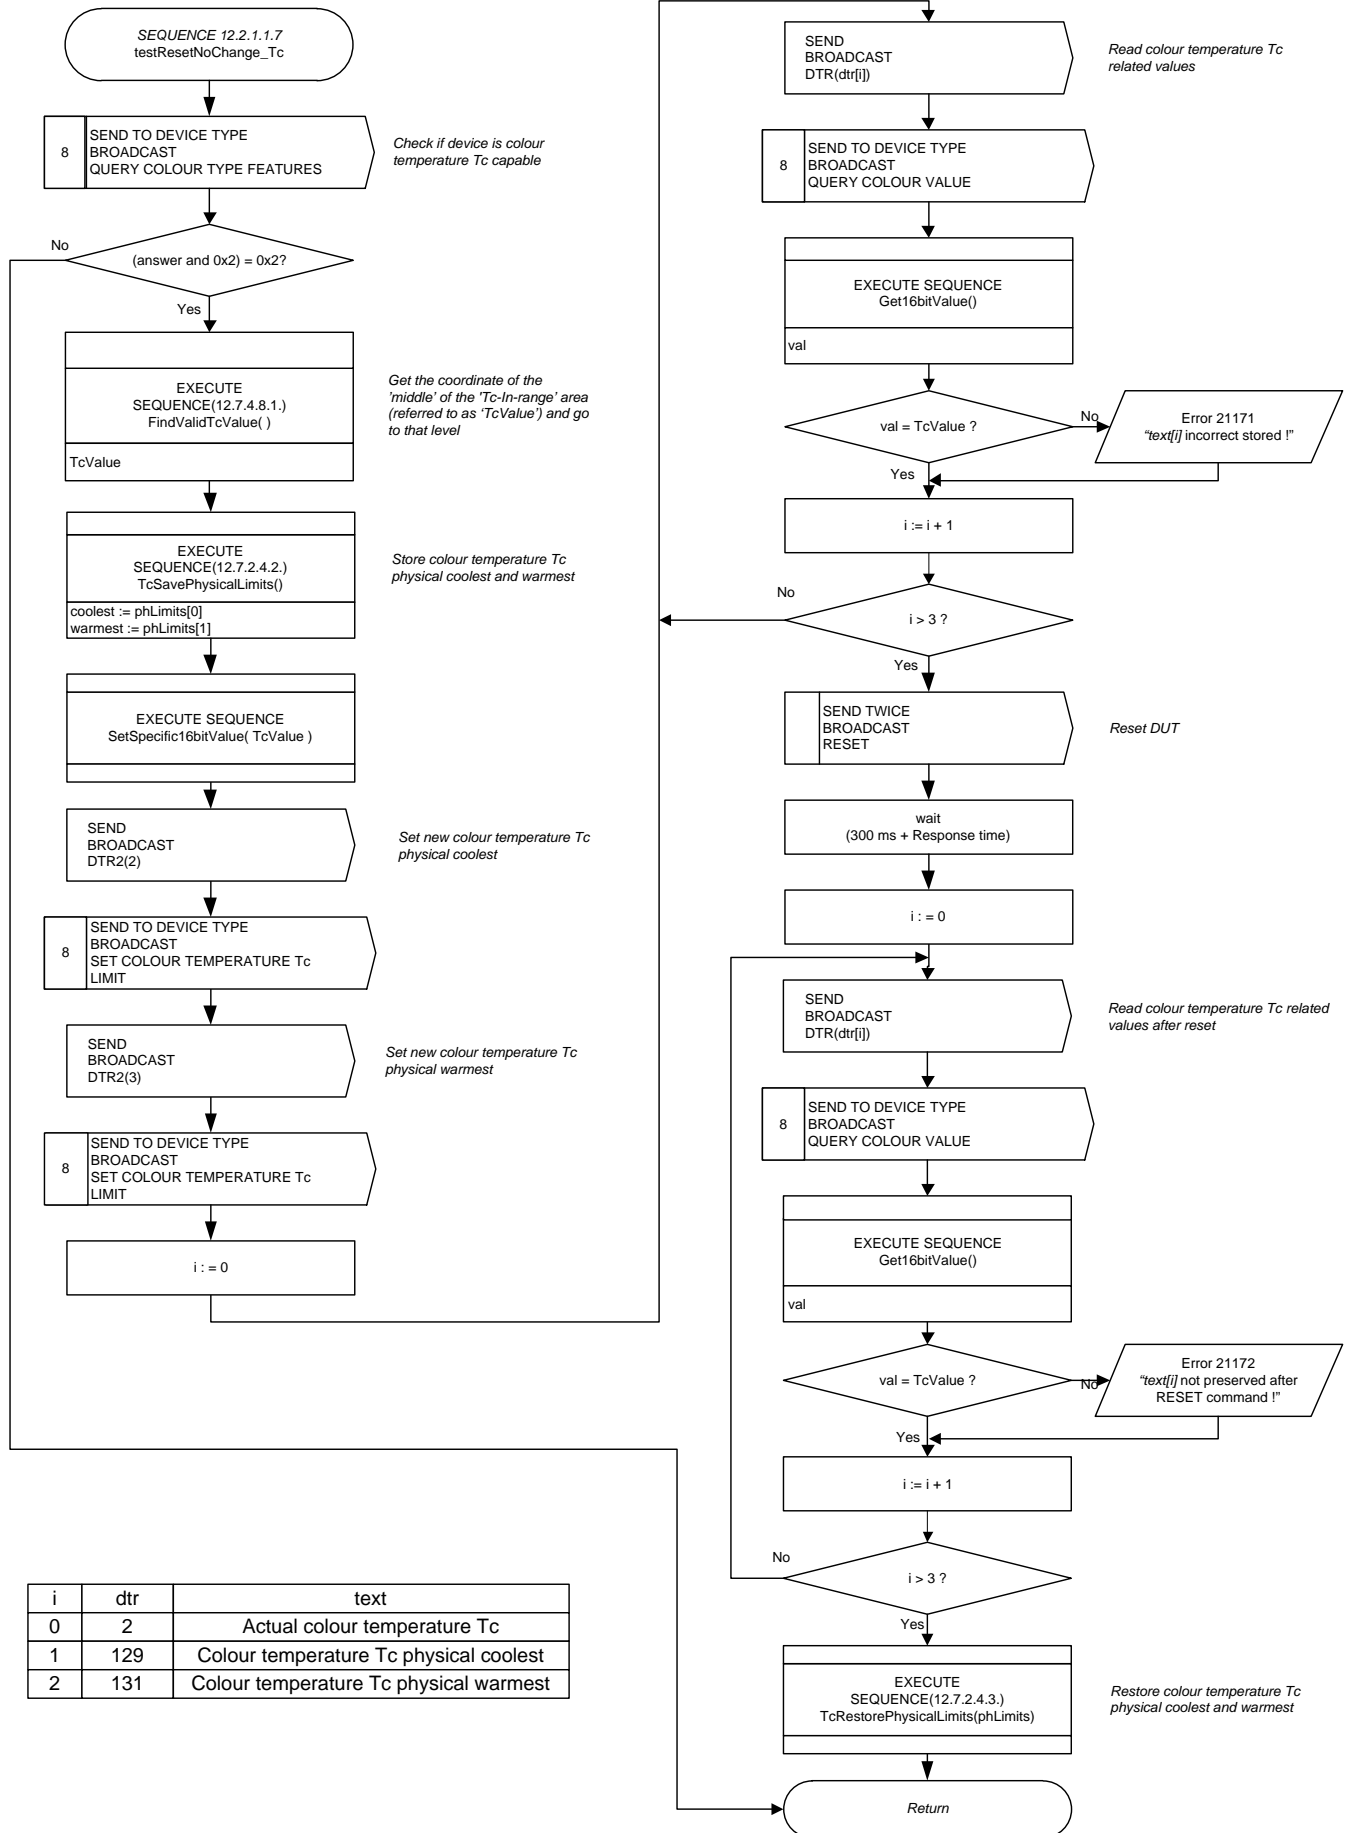 SEQUENCE 12.2.1.1.7
testResetNoChange_Tc
8
SEND TO DEVICE TYPE
BROADCAST
QUERY COLOUR TYPE FEATURES
Check if device is colour
temperature Tc capable
No
(answer and 0x2) = 0x2?
Yes
EXECUTE
SEQUENCE(12.7.4.8.1.)
FindValidTcValue( )
TcValue
Get the coordinate of the
'middle' of the 'Tc-In-range' area
(referred to as ‘TcValue’) and go
to that level
EXECUTE
SEQUENCE(12.7.2.4.2.)
TcSavePhysicalLimits()
coolest := phLimits[0]
warmest := phLimits[1]
Store colour temperature Tc
physical coolest and warmest
EXECUTE SEQUENCE
SetSpecific16bitValue( TcValue )
SEND
BROADCAST
DTR2(2)
Set new colour temperature Tc
physical coolest
8
SEND TO DEVICE TYPE
BROADCAST
SET COLOUR TEMPERATURE Tc
LIMIT
SEND
BROADCAST
DTR2(3)
Set new colour temperature Tc
physical warmest
8
SEND TO DEVICE TYPE
BROADCAST
SET COLOUR TEMPERATURE Tc
LIMIT
i : = 0
SEND
BROADCAST
DTR(dtr[i])
Read colour temperature Tc
related values
8
SEND TO DEVICE TYPE
BROADCAST
QUERY COLOUR VALUE
EXECUTE SEQUENCE
Get16bitValue()
val
val = TcValue ?
No
Error 21171
“text[i] incorrect stored !”
Yes
i := i + 1
No
i > 3 ?
Yes
SEND TWICE
BROADCAST
RESET
Reset DUT
wait
(300 ms + Response time)
i : = 0
SEND
BROADCAST
DTR(dtr[i])
Read colour temperature Tc related
values after reset
8
SEND TO DEVICE TYPE
BROADCAST
QUERY COLOUR VALUE
EXECUTE SEQUENCE
Get16bitValue()
val
val = TcValue ?
No
Error 21172
“text[i] not preserved after
RESET command !”
Yes
i := i + 1
No
i > 3 ?
Yes
EXECUTE
SEQUENCE(12.7.2.4.3.)
TcRestorePhysicalLimits(phLimits)
Restore colour temperature Tc
physical coolest and warmest
Return
i dtr text
0 2 Actual colour temperature Tc
1 129 Colour temperature Tc physical coolest
2 131 Colour temperature Tc physical warmest